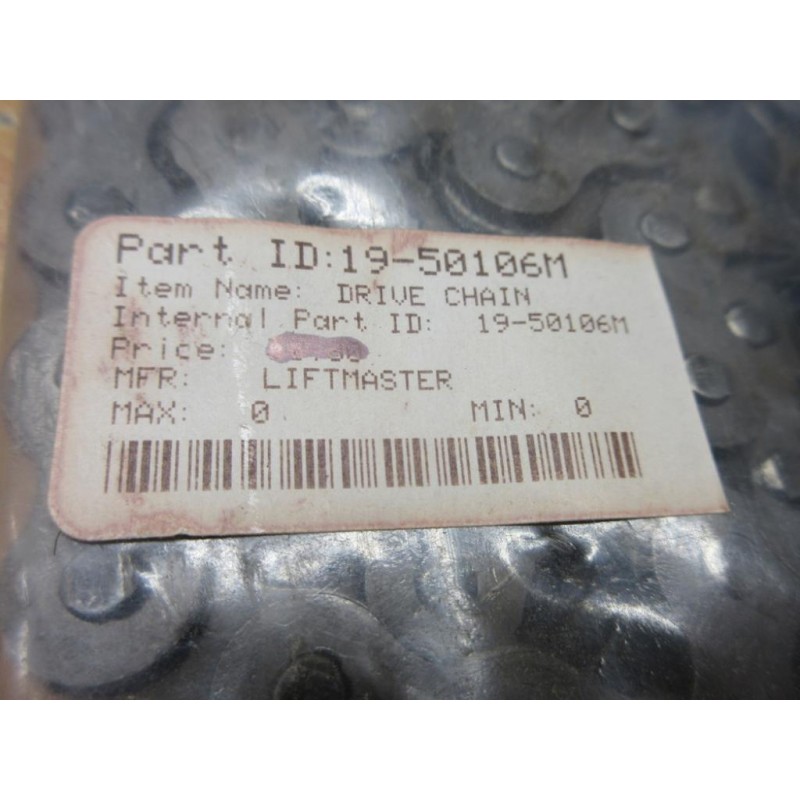 Part ID:19-50106M
Item Name: DRIVE CHAIN
Internal Part ID: 19-50106M
Price:
MFR: LIFTMASTER
MAX: 0 MIN: 0